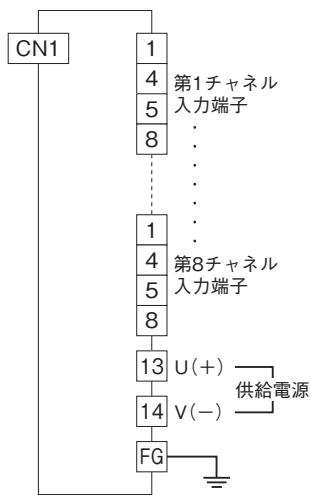 CN1
1
4
5
8
第1チャネル
入力端子
1
4
5
8
第8チャネル
入力端子
13 U(+)
供給電源
14 V(−)
FG